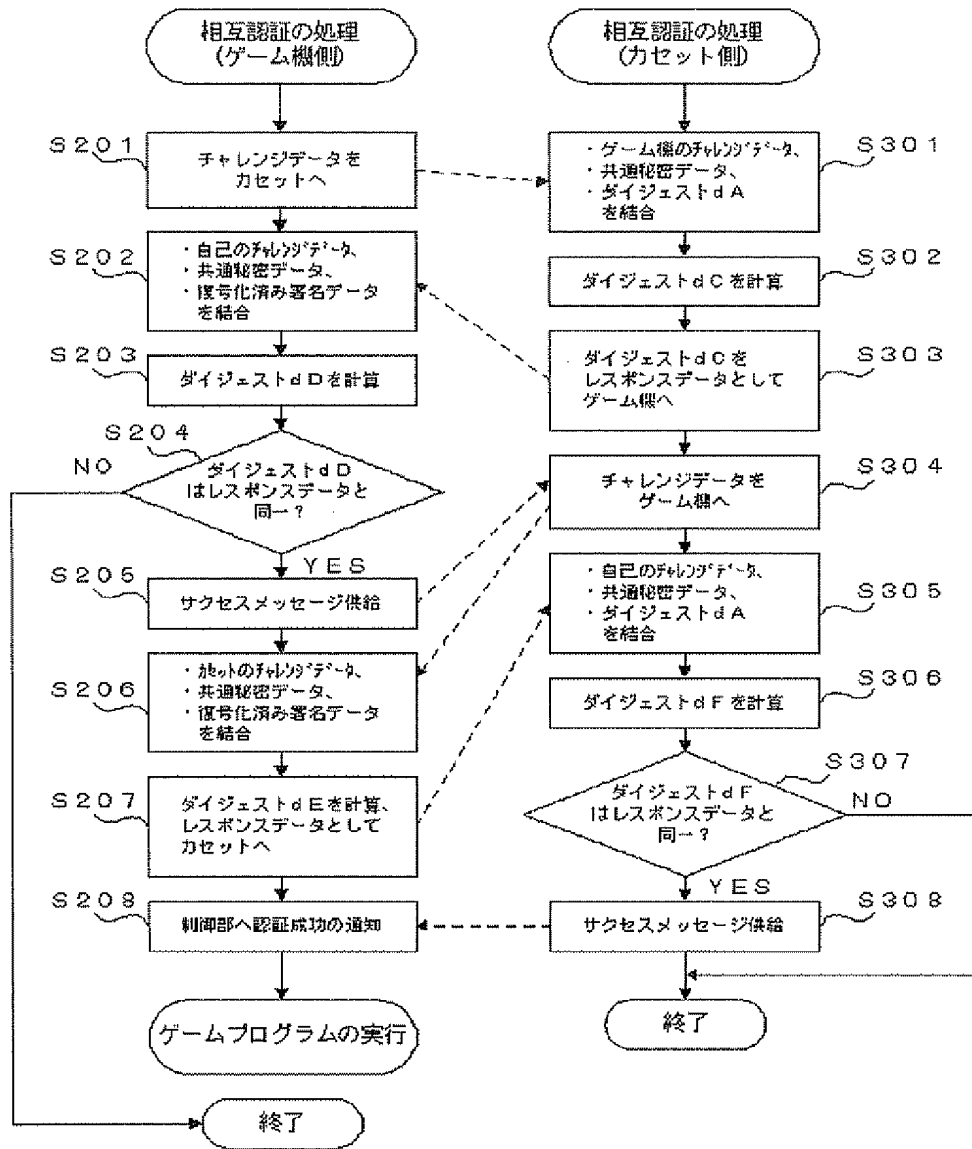 相互認証の処理
(ゲーム機側)
S201
チャレンジデータを
カセットへ
S202
・自己のチャレンジデータ、
・共通秘密データ、
・復号化済み署名データ
を結合
S203
ダイジェストdDを計算
S204
ダイジェストdD
はレスポンスデータと
同一?
NO
YES
S205
サクセスメッセージ供給
S206
・カセットのチャレンジデータ、
・共通秘密データ、
・復号化済み署名データ
を結合
S207
ダイジェストdEを計算、
レスポンスデータとして
カセットへ
S208
制御部へ認証成功の通知
ゲームプログラムの実行
終了
相互認証の処理
(カセット側)
S301
・ゲーム機のチャレンジデータ、
・共通秘密データ、
・ダイジェストdA
を結合
S302
ダイジェストdCを計算
S303
ダイジェストdCを
レスポンスデータとして
ゲーム機へ
S304
チャレンジデータを
ゲーム機へ
S305
・自己のチャレンジデータ、
・共通秘密データ、
・ダイジェストdA
を結合
S306
ダイジェストdFを計算
S307
ダイジェストdF
はレスポンスデータと
同一?
NO
YES
S308
サクセスメッセージ供給
終了